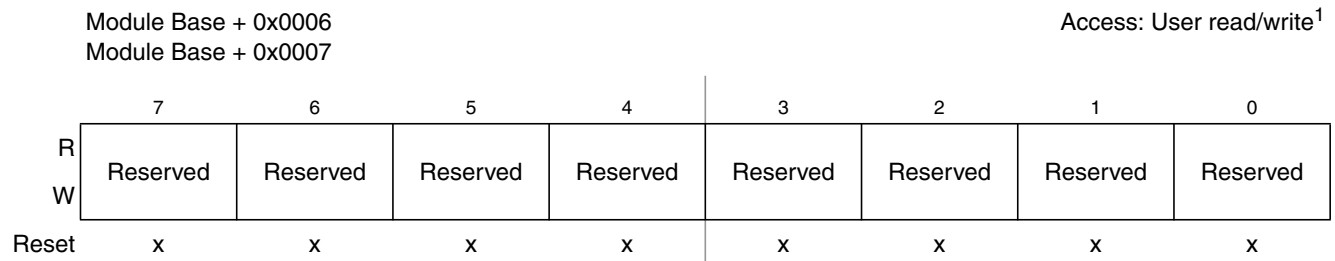 Module Base + 0x0006 Access: User read/write1
Module Base + 0x0007
7 6 5 4 3 2 1 0
R
Reserved Reserved Reserved Reserved Reserved Reserved Reserved Reserved
W
Reset x x x x x x x x